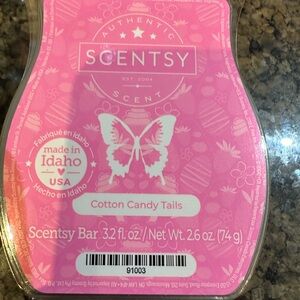 AUTHENTIC
SCENTSY
EST. 2004
SCENT
Fabriqué en Idaho
made in
Idaho
USA
Hecho en Idaho
Cotton Candy Tails
Scentsy Bar 3.2 fl. oz./Net Wt. 2.6 oz. (74 g)
91003